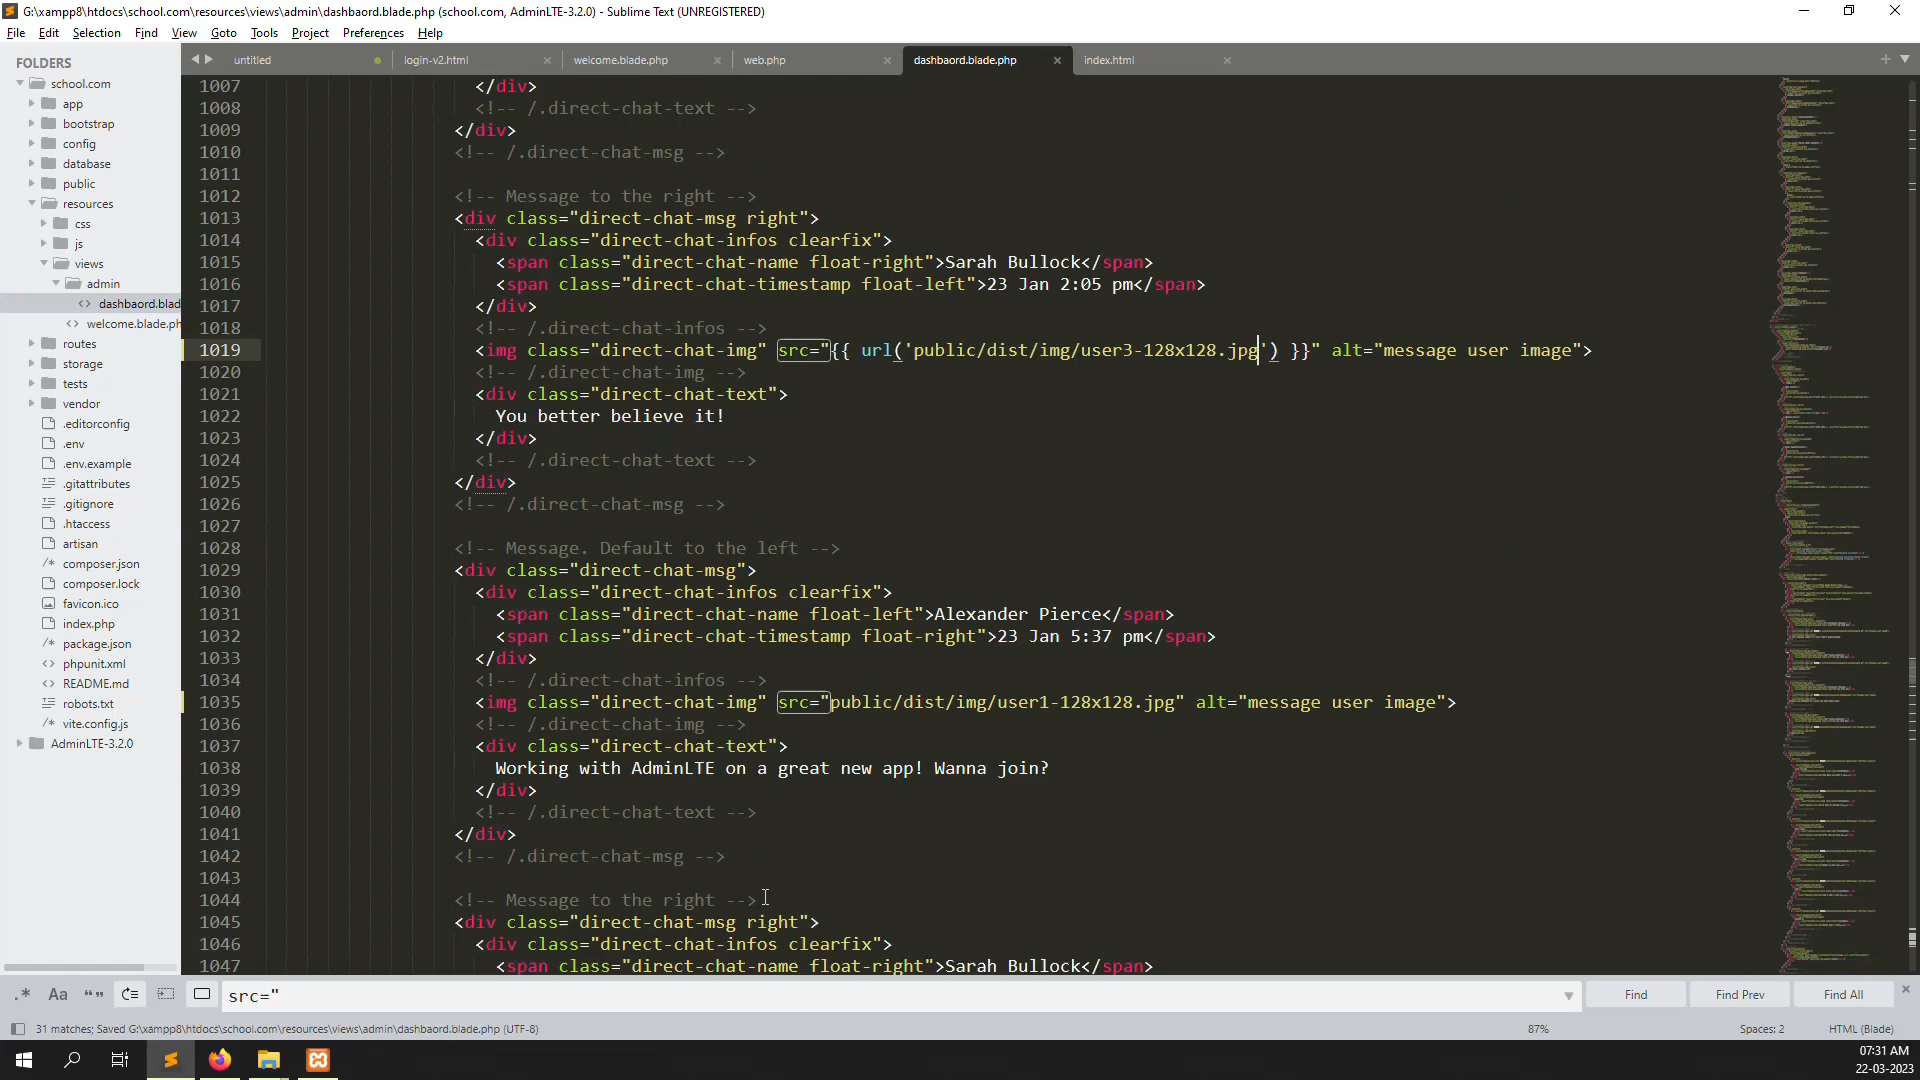 G:\xampp8\htdocs\school.com\resources\views\admin\dashbaord.blade.php (school.com, AdminLTE-3.2.0) - Sublime Text (UNREGISTERED)
File Edit Selection Find View Goto Tools Project Preferences Help
FOLDERS
school.com
app
bootstrap
config
database
public
resources
css
js
views
admin
dashbaord.blad
welcome.blade.ph
routes
storage
tests
vendor
.editorconfig
.env
.env.example
.gitattributes
.gitignore
.htaccess
artisan
composer.json
composer.lock
favicon.ico
index.php
package.json
phpunit.xml
README.md
robots.txt
vite.config.js
AdminLTE-3.2.0
untitled login-v2.html welcome.blade.php web.php dashbaord.blade.php index.html
1007 </div>
1008 <!-- /.direct-chat-text -->
1009 </div>
1010 <!-- /.direct-chat-msg -->
1011
1012 <!-- Message to the right -->
1013 <div class="direct-chat-msg right">
1014 <div class="direct-chat-infos clearfix">
1015 <span class="direct-chat-name float-right">Sarah Bullock</span>
1016 <span class="direct-chat-timestamp float-left">23 Jan 2:05 pm</span>
1017 </div>
1018 <!-- /.direct-chat-infos -->
1019 <img class="direct-chat-img" src="{{ url('public/dist/img/user3-128x128.jpg') }}" alt="message user image">
1020 <!-- /.direct-chat-img -->
1021 <div class="direct-chat-text">
1022 You better believe it!
1023 </div>
1024 <!-- /.direct-chat-text -->
1025 </div>
1026 <!-- /.direct-chat-msg -->
1027
1028 <!-- Message. Default to the left -->
1029 <div class="direct-chat-msg">
1030 <div class="direct-chat-infos clearfix">
1031 <span class="direct-chat-name float-left">Alexander Pierce</span>
1032 <span class="direct-chat-timestamp float-right">23 Jan 5:37 pm</span>
1033 </div>
1034 <!-- /.direct-chat-infos -->
1035 <img class="direct-chat-img" src="public/dist/img/user1-128x128.jpg" alt="message user image">
1036 <!-- /.direct-chat-img -->
1037 <div class="direct-chat-text">
1038 Working with AdminLTE on a great new app! Wanna join?
1039 </div>
1040 <!-- /.direct-chat-text -->
1041 </div>
1042 <!-- /.direct-chat-msg -->
1043
1044 <!-- Message to the right -->
1045 <div class="direct-chat-msg right">
1046 <div class="direct-chat-infos clearfix">
1047 <span class="direct-chat-name float-right">Sarah Bullock</span>
.* Aa “” src=" Find Find Prev Find All
31 matches; Saved G:\xampp8\htdocs\school.com\resources\views\admin\dashbaord.blade.php (UTF-8) 87% Spaces: 2 HTML (Blade)
07:31 AM
22-03-2023